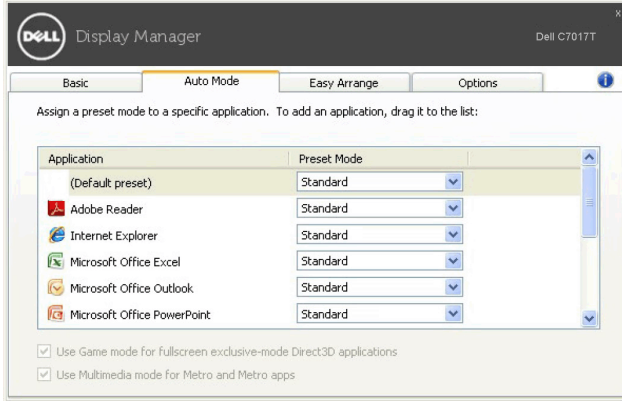 DELL Display Manager Dell C7017T
Basic Auto Mode Easy Arrange Options
Assign a preset mode to a specific application. To add an application, drag it to the list:
Application Preset Mode
(Default preset) Standard
Adobe Reader Standard
Internet Explorer Standard
Microsoft Office Excel Standard
Microsoft Office Outlook Standard
Microsoft Office PowerPoint Standard
Use Game mode for fullscreen exclusive-mode Direct3D applications
Use Multimedia mode for Metro and Metro apps